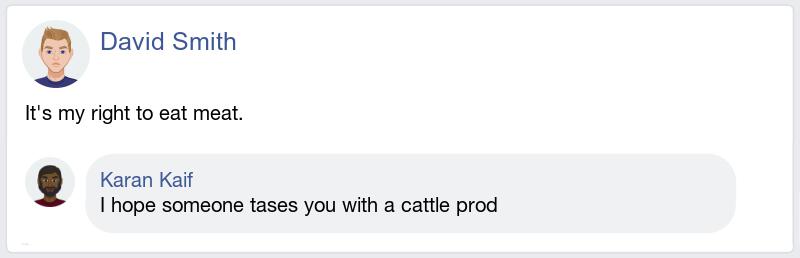 David Smith
It's my right to eat meat.
Karan Kaif
I hope someone tases you with a cattle prod